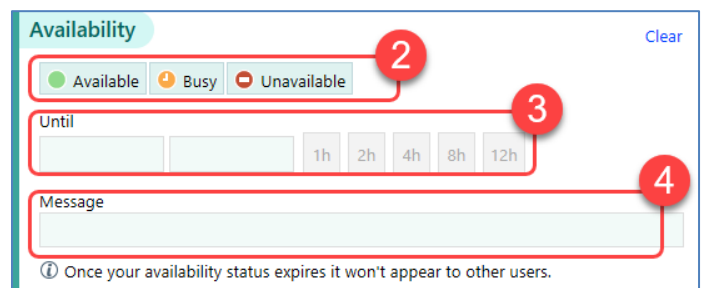 Availability
Clear
2
Available Busy Unavailable
3
Until
1h 2h 4h 8h 12h
4
Message
Once your availability status expires it won't appear to other users.